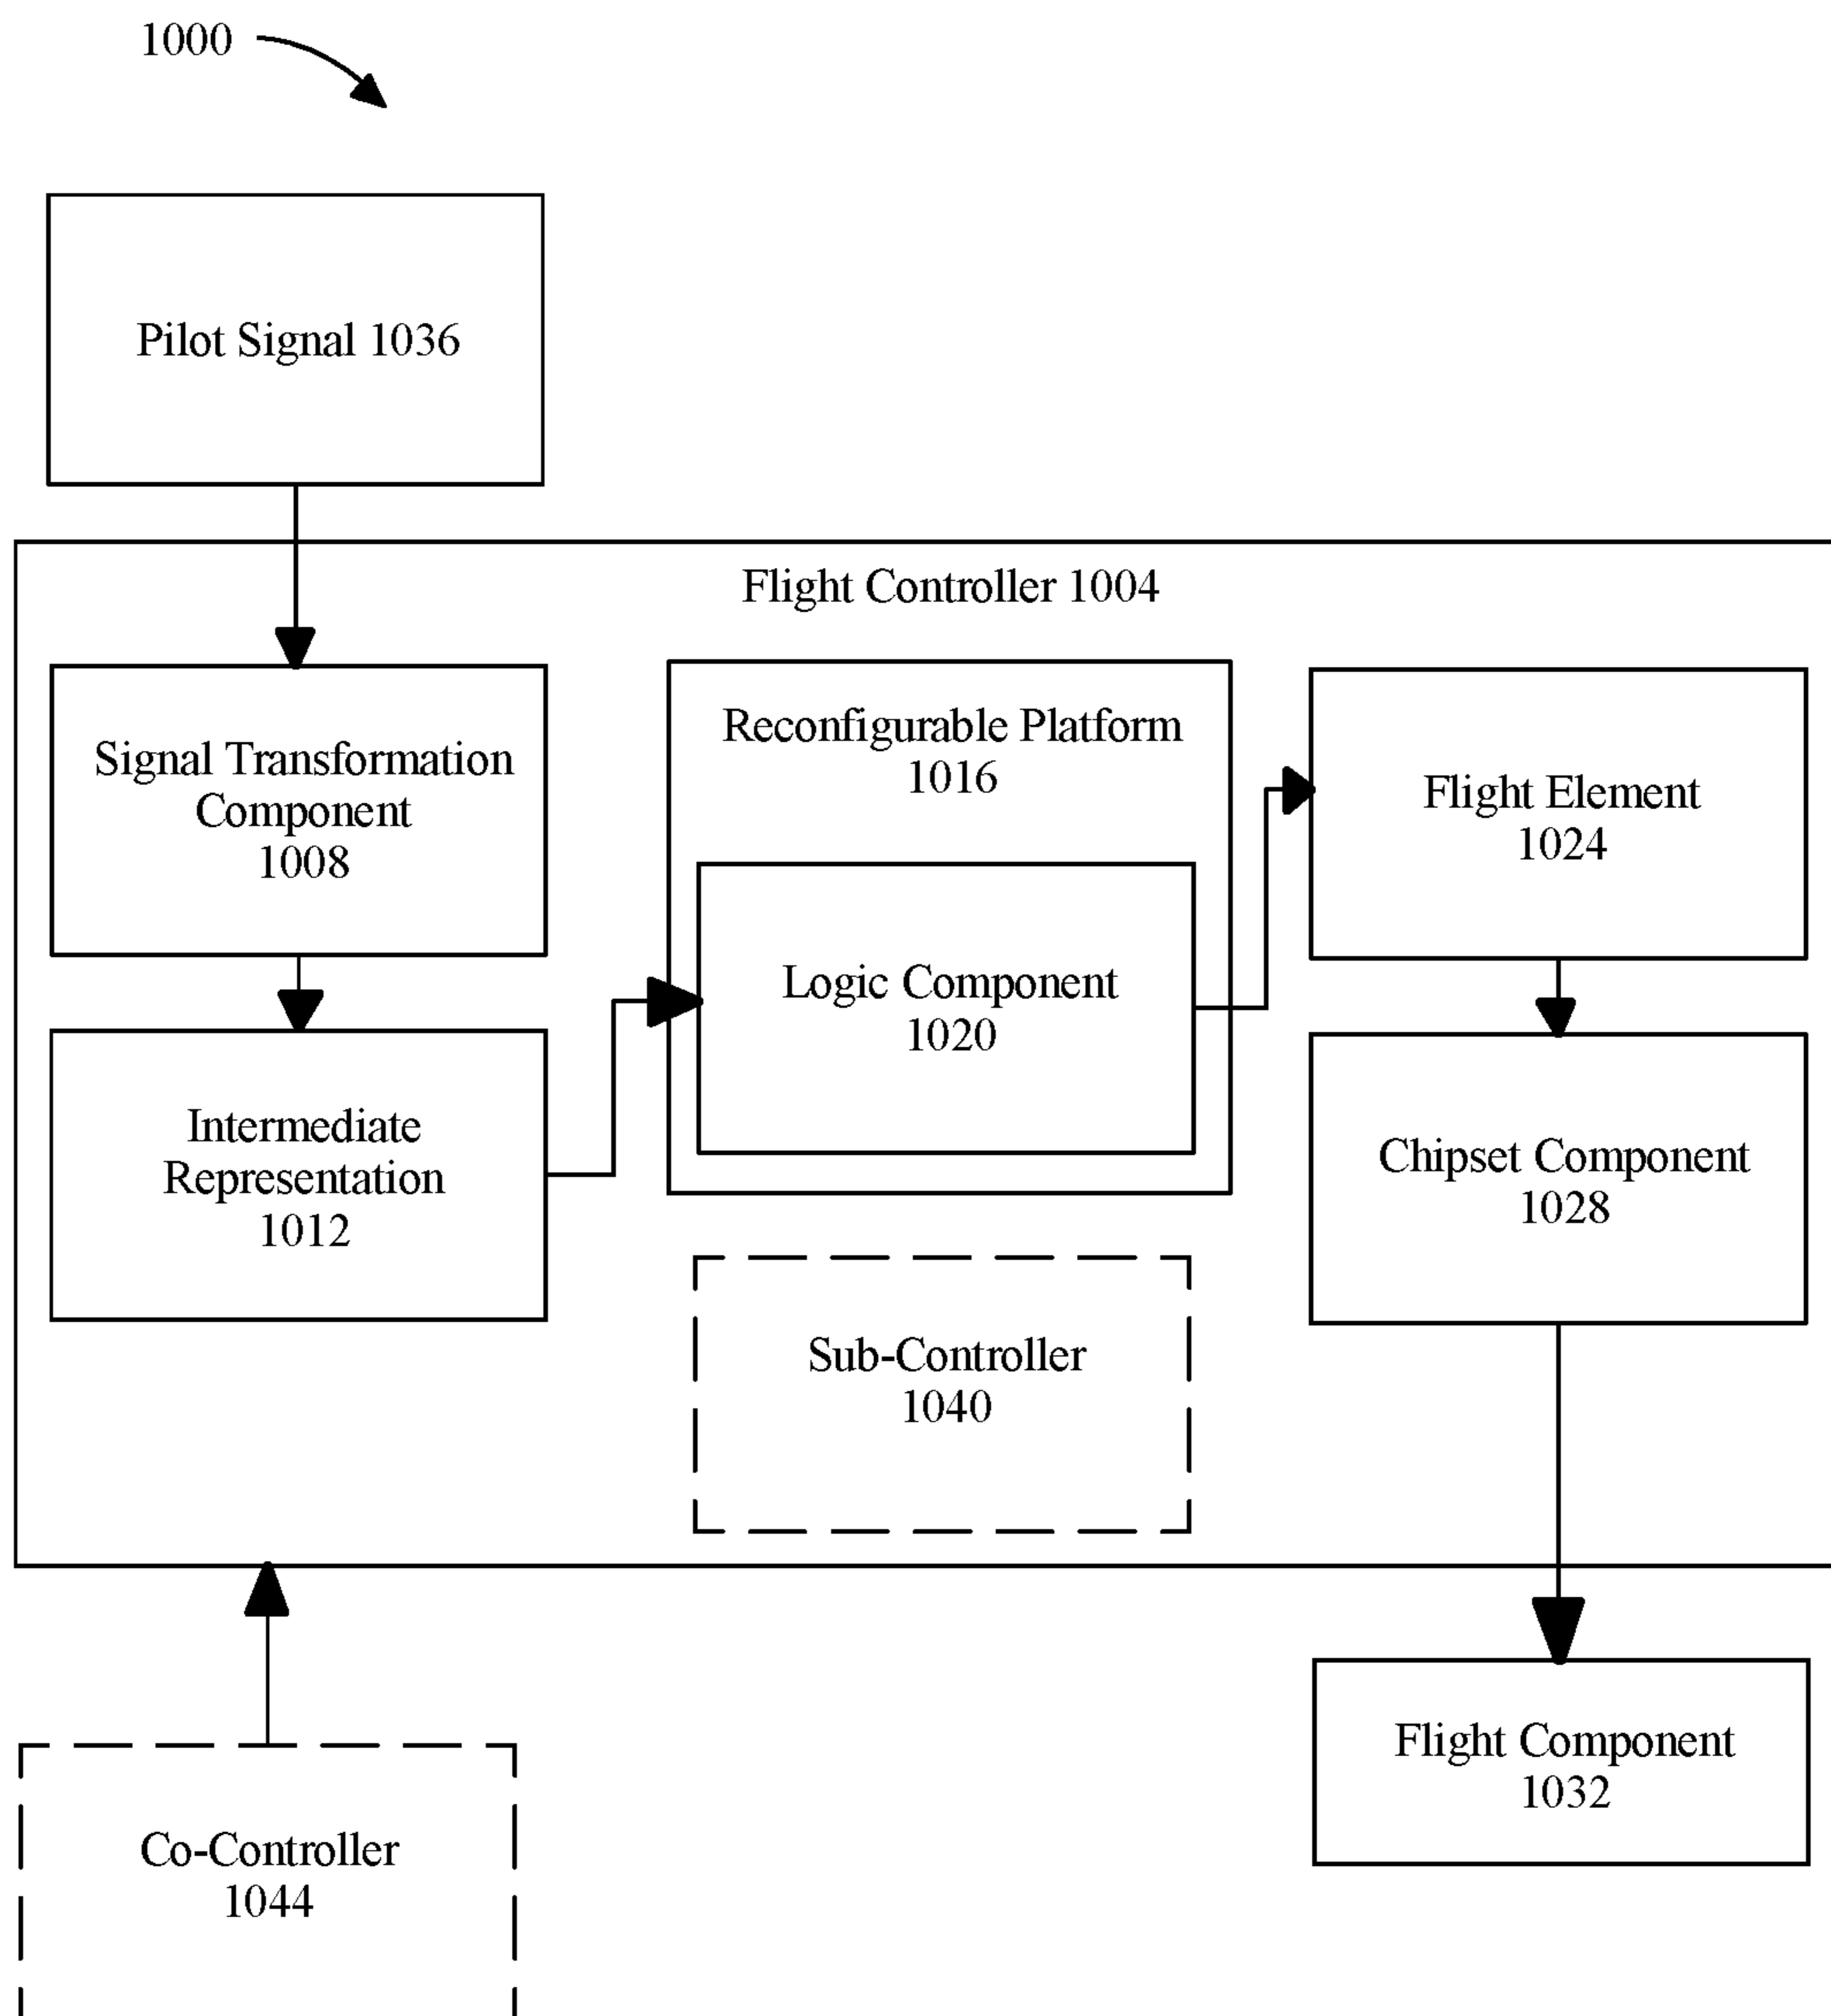 1000
Pilot Signal 1036
Flight Controller 1004
Signal Transformation
Component
1008
Intermediate
Representation
1012
Reconfigurable Platform
1016
Logic Component
1020
Flight Element
1024
Chipset Component
1028
Sub-Controller
1040
Co-Controller
1044
Flight Component
1032